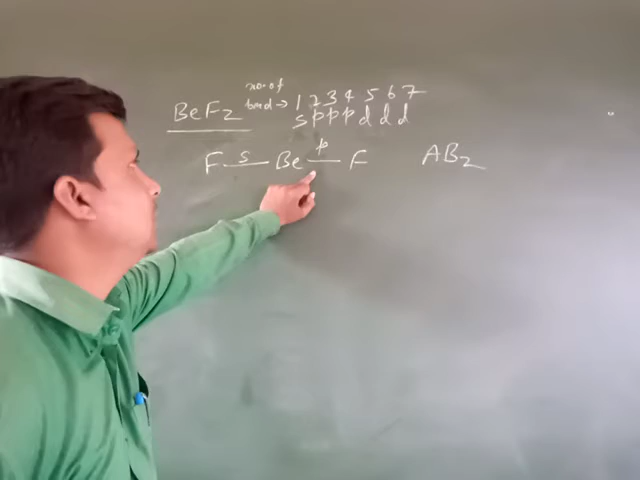 no. of
BeF2 bond → 1 2 3 4 5 6 7
s p p p d d d
F —s— Be —p— F AB2